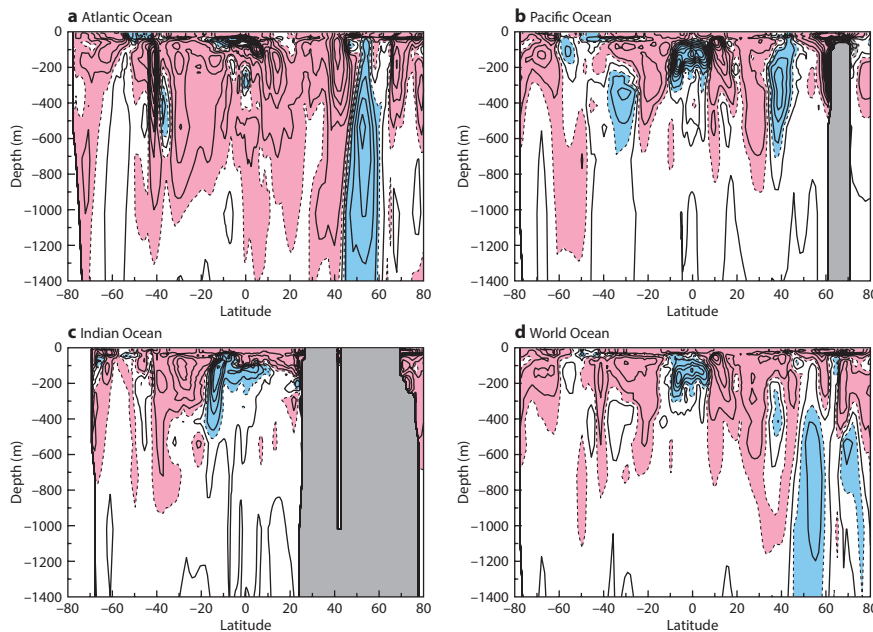 a Atlantic Ocean
0
−200
−400
−600
−800
−1000
−1200
−1400
Depth (m)
−80 −60 −40 −20 0 20 40 60 80
Latitude
b Pacific Ocean
0
−200
−400
−600
−800
−1000
−1200
−1400
Depth (m)
−80 −60 −40 −20 0 20 40 60 80
Latitude
c Indian Ocean
0
−200
−400
−600
−800
−1000
−1200
−1400
Depth (m)
−80 −60 −40 −20 0 20 40 60 80
Latitude
d World Ocean
0
−200
−400
−600
−800
−1000
−1200
−1400
Depth (m)
−80 −60 −40 −20 0 20 40 60 80
Latitude